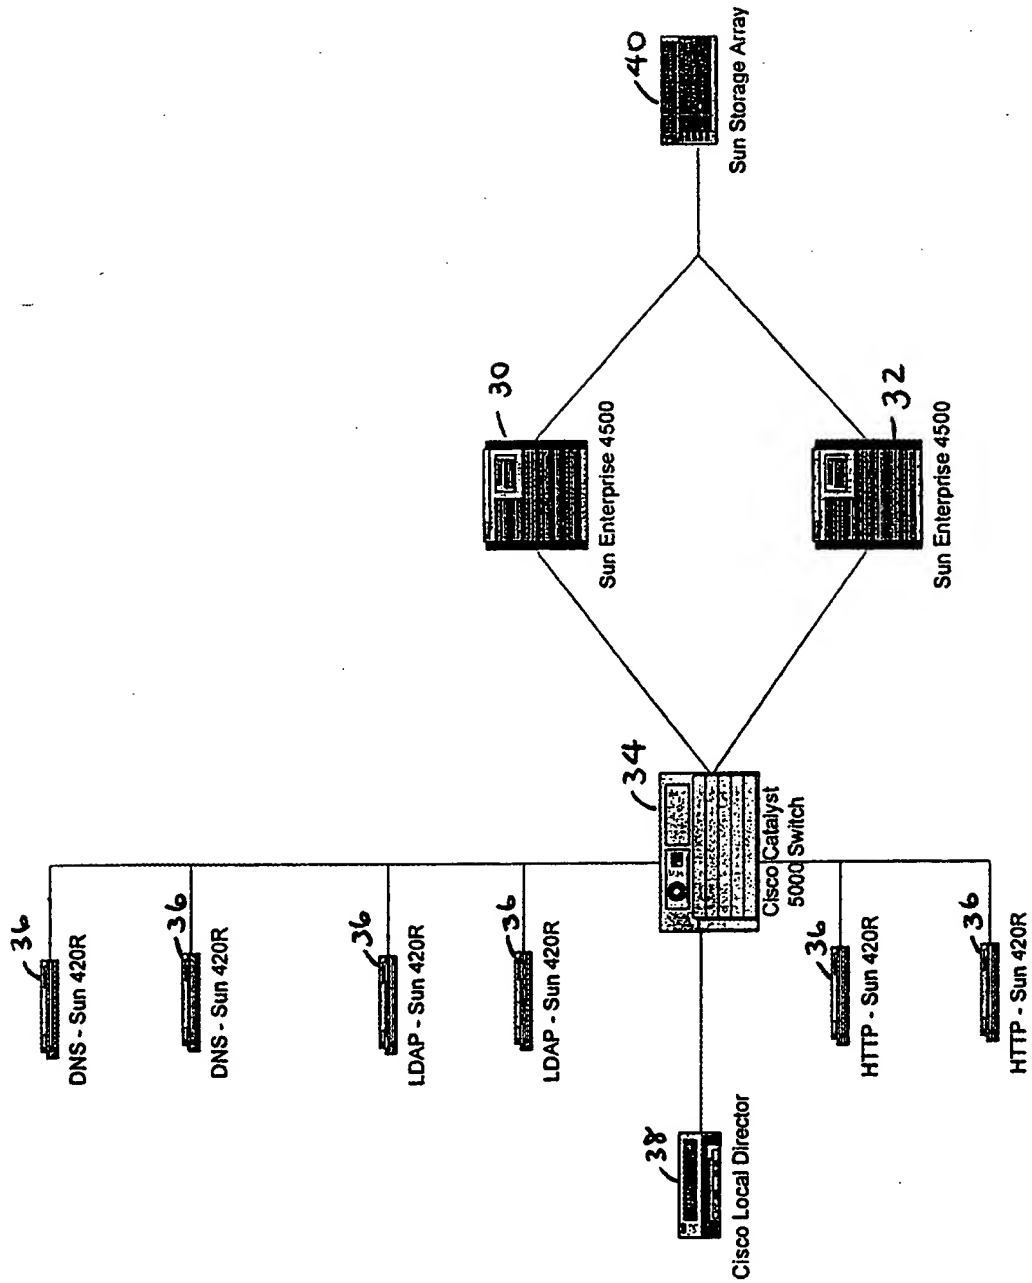 36
DNS - Sun 420R
36
DNS - Sun 420R
36
LDAP - Sun 420R
36
LDAP - Sun 420R
36
HTTP - Sun 420R
36
HTTP - Sun 420R
38
Cisco Local Director
34
Cisco Catalyst
5000 Switch
30
Sun Enterprise 4500
32
Sun Enterprise 4500
40
Sun Storage Array